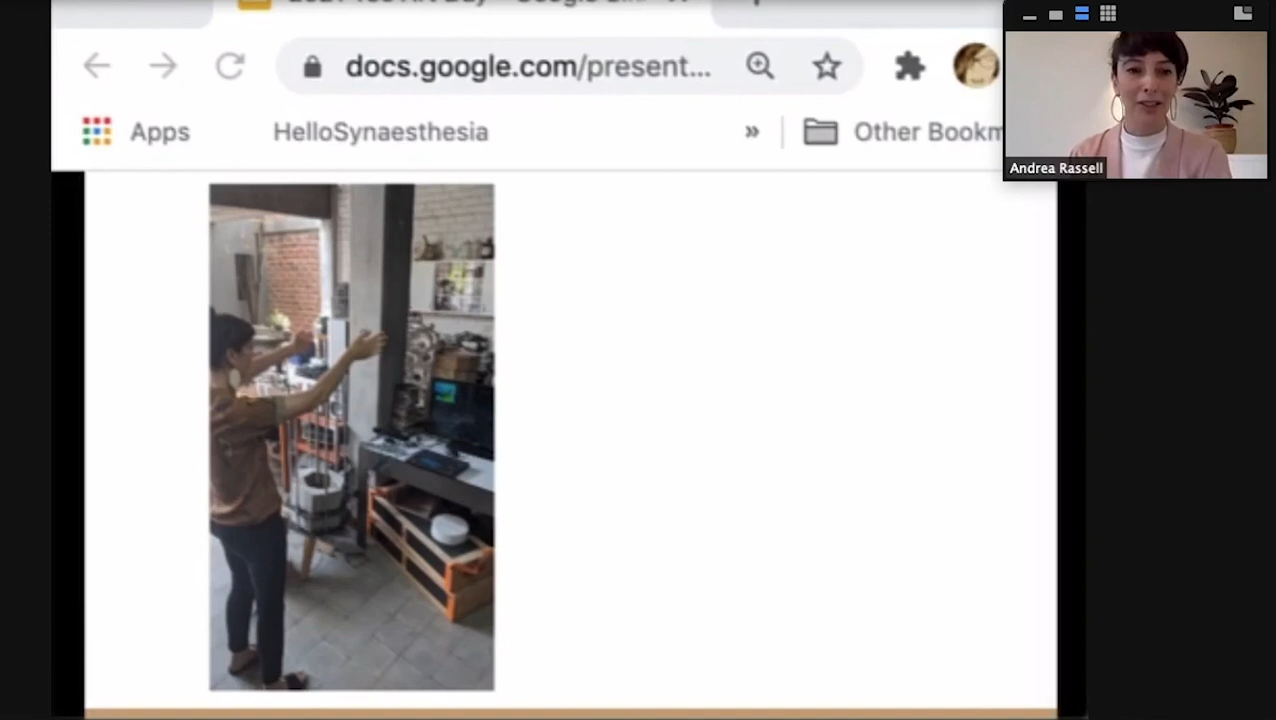 docs.google.com/present...
Apps
HelloSynaesthesia
»
Other Bookm
Andrea Rassell